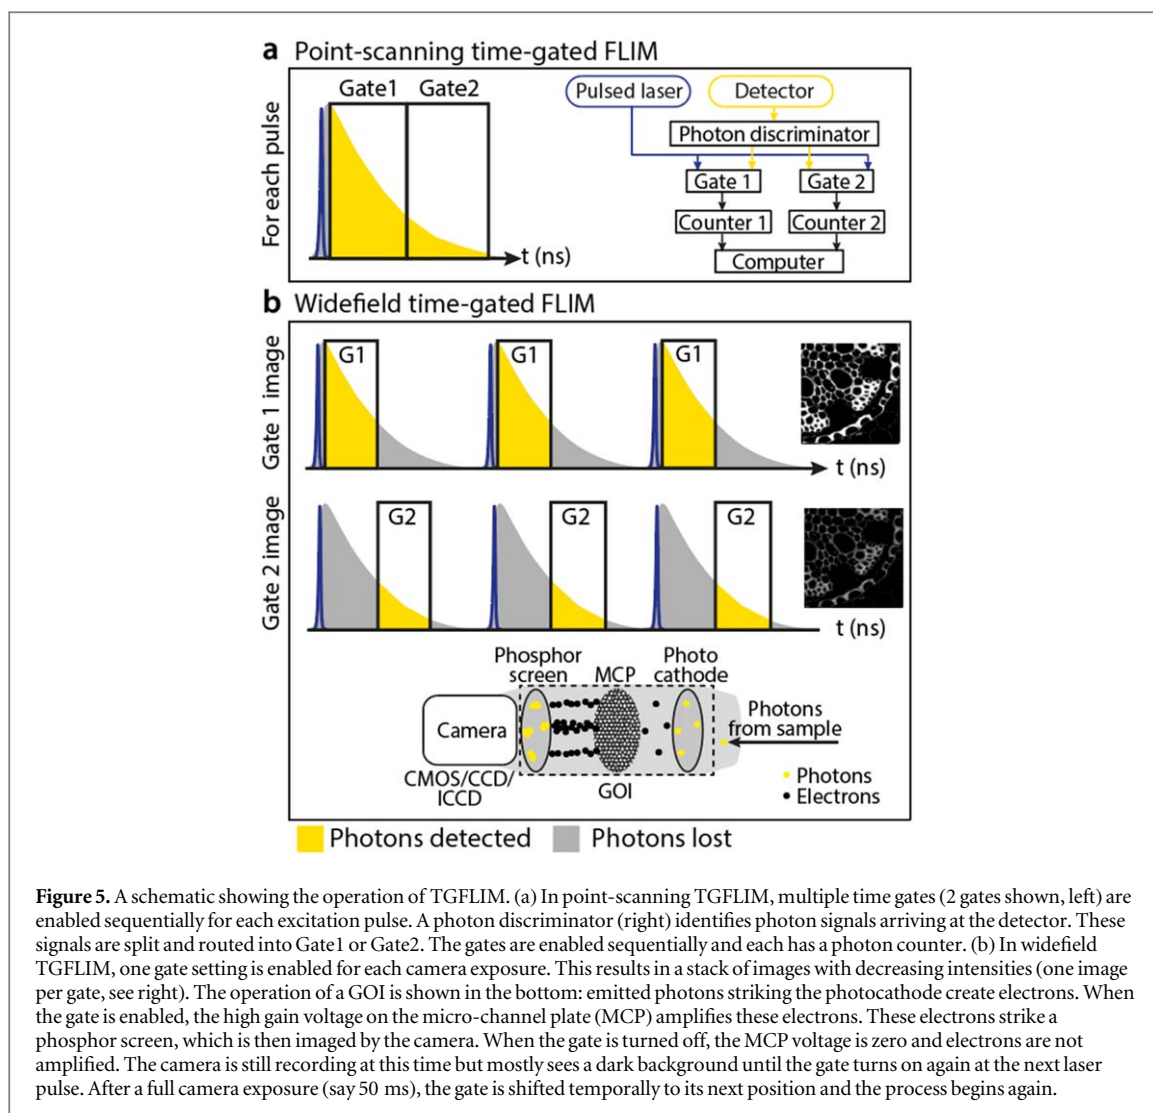 a Point-scanning time-gated FLIM
For each pulse
Gate1 Gate2
t (ns)
Pulsed laser
Detector
Photon discriminator
Gate 1 Gate 2
Counter 1 Counter 2
Computer
b Widefield time-gated FLIM
Gate 1 image
G1 G1 G1
t (ns)
Gate 2 image
G2 G2 G2
t (ns)
Phosphor
screen
MCP
Photo
cathode
Camera
Photons
from sample
CMOS/CCD/
ICCD
GOI
Photons
Electrons
Photons detected Photons lost
Figure 5. A schematic showing the operation of TGFLIM. (a) In point-scanning TGFLIM, multiple time gates (2 gates shown, left) are
enabled sequentially for each excitation pulse. A photon discriminator (right) identifies photon signals arriving at the detector. These
signals are split and routed into Gate1 or Gate2. The gates are enabled sequentially and each has a photon counter. (b) In widefield
TGFLIM, one gate setting is enabled for each camera exposure. This results in a stack of images with decreasing intensities (one image
per gate, see right). The operation of a GOI is shown in the bottom: emitted photons striking the photocathode create electrons. When
the gate is enabled, the high gain voltage on the micro-channel plate (MCP) amplifies these electrons. These electrons strike a
phosphor screen, which is then imaged by the camera. When the gate is turned off, the MCP voltage is zero and electrons are not
amplified. The camera is still recording at this time but mostly sees a dark background until the gate turns on again at the next laser
pulse. After a full camera exposure (say 50 ms), the gate is shifted temporally to its next position and the process begins again.